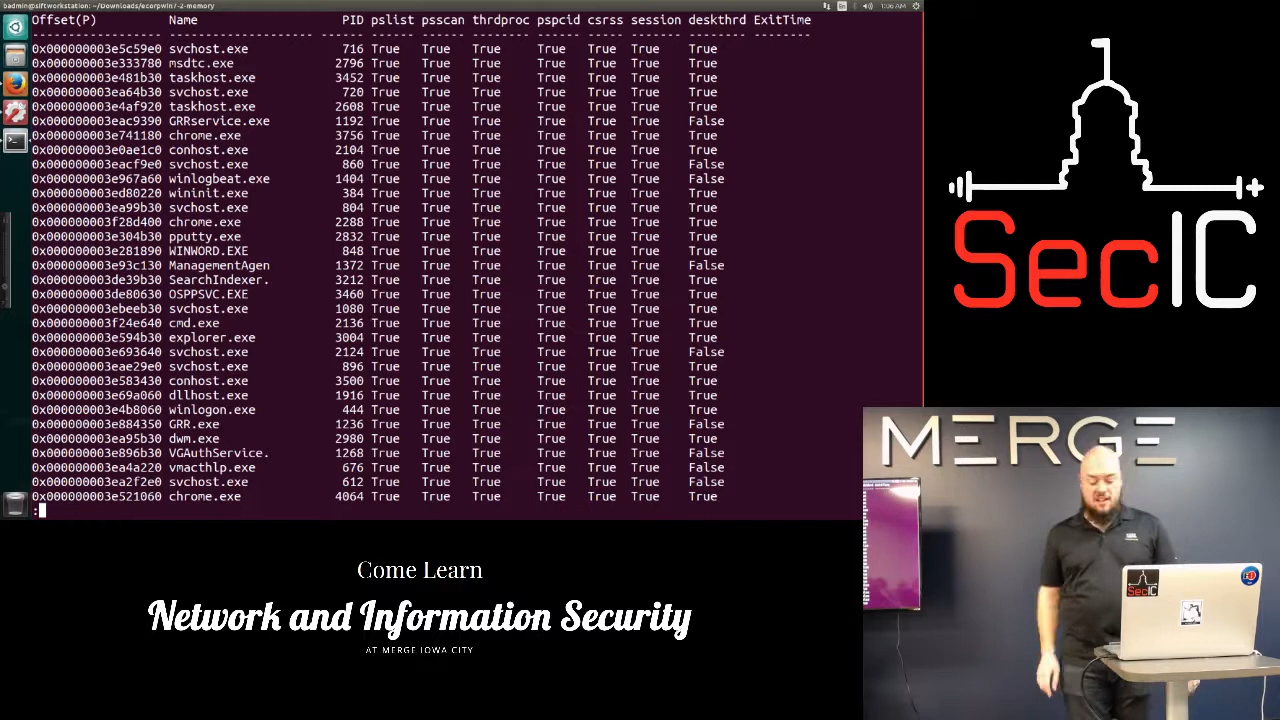 badmin@siftworkstation: ~/Downloads/ecorpwin7-2-memory
1:06 AM
Offset(P) Name PID pslist psscan thrdproc pspcid csrss session deskthrd ExitTime
------------------ -------------------- ------ ------ ------ -------- ------ ----- ------- -------- --------
0x000000003e5c59e0 svchost.exe 716 True True True True True True True
0x000000003e333780 msdtc.exe 2796 True True True True True True True
0x000000003e481b30 taskhost.exe 3452 True True True True True True True
0x000000003ea64b30 svchost.exe 720 True True True True True True True
0x000000003e4af920 taskhost.exe 2608 True True True True True True True
0x000000003eac9390 GRRservice.exe 1192 True True True True True True False
0x000000003e741180 chrome.exe 3756 True True True True True True True
0x000000003e0ae1c0 conhost.exe 2104 True True True True True True True
0x000000003eacf9e0 svchost.exe 860 True True True True True True False
0x000000003e967a60 winlogbeat.exe 1404 True True True True True True False
0x000000003ed80220 wininit.exe 384 True True True True True True True
0x000000003ea99b30 svchost.exe 804 True True True True True True True
0x000000003f28d400 chrome.exe 2288 True True True True True True True
0x000000003e304b30 pputty.exe 2832 True True True True True True True
0x000000003e281890 WINWORD.EXE 848 True True True True True True True
0x000000003e93c130 ManagementAgen 1372 True True True True True True False
0x000000003de39b30 SearchIndexer. 3212 True True True True True True True
0x000000003de80630 OSPPSVC.EXE 3460 True True True True True True True
0x000000003ebeeb30 svchost.exe 1080 True True True True True True True
0x000000003f24e640 cmd.exe 2136 True True True True True True True
0x000000003e594b30 explorer.exe 3004 True True True True True True True
0x000000003e693640 svchost.exe 2124 True True True True True True False
0x000000003eae29e0 svchost.exe 896 True True True True True True True
0x000000003e583430 conhost.exe 3500 True True True True True True True
0x000000003e69a060 dllhost.exe 1916 True True True True True True True
0x000000003e4b8060 winlogon.exe 444 True True True True True True True
0x000000003e884350 GRR.exe 1236 True True True True True True False
0x000000003ea95b30 dwm.exe 2980 True True True True True True True
0x000000003e896b30 VGAuthService. 1268 True True True True True True False
0x000000003ea4a220 vmacthlp.exe 676 True True True True True True False
0x000000003ea2f2e0 svchost.exe 612 True True True True True True False
0x000000003e521060 chrome.exe 4064 True True True True True True True
:
SecIC
MERGE
SecIC
Come Learn
Network and Information Security
AT MERGE IOWA CITY